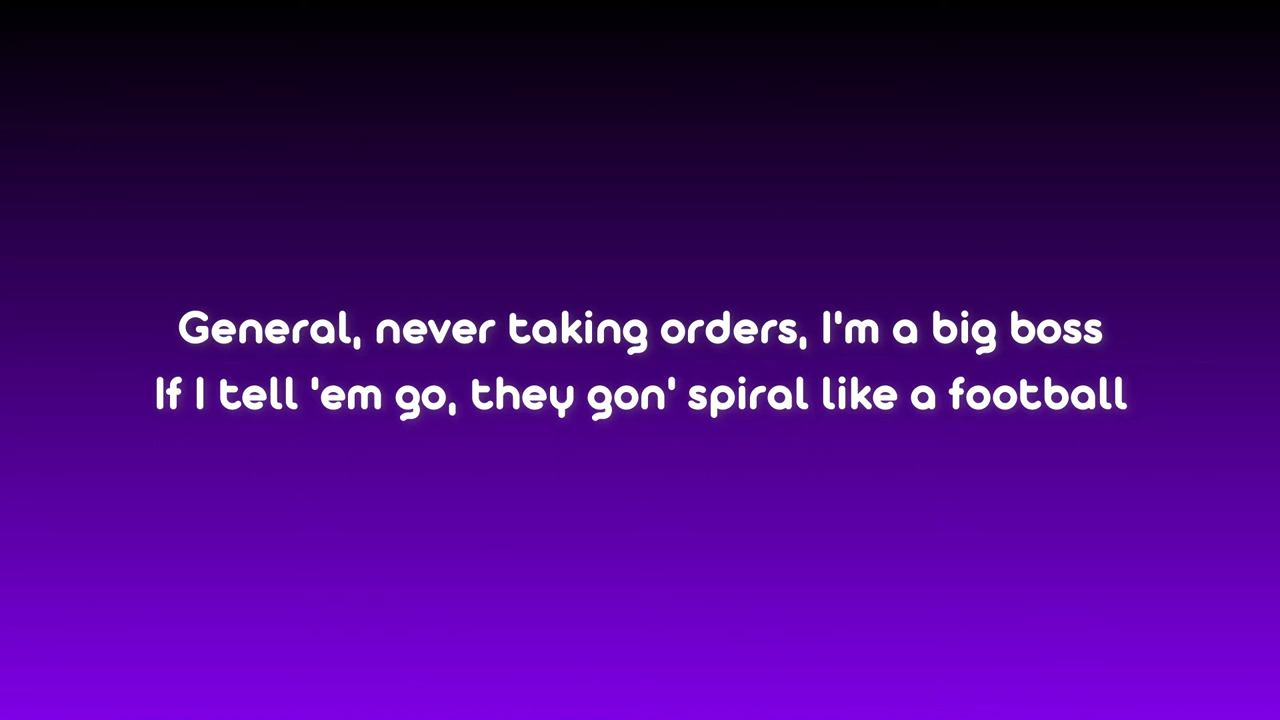 General, never taking orders, I'm a big boss
If I tell 'em go, they gon' spiral like a football